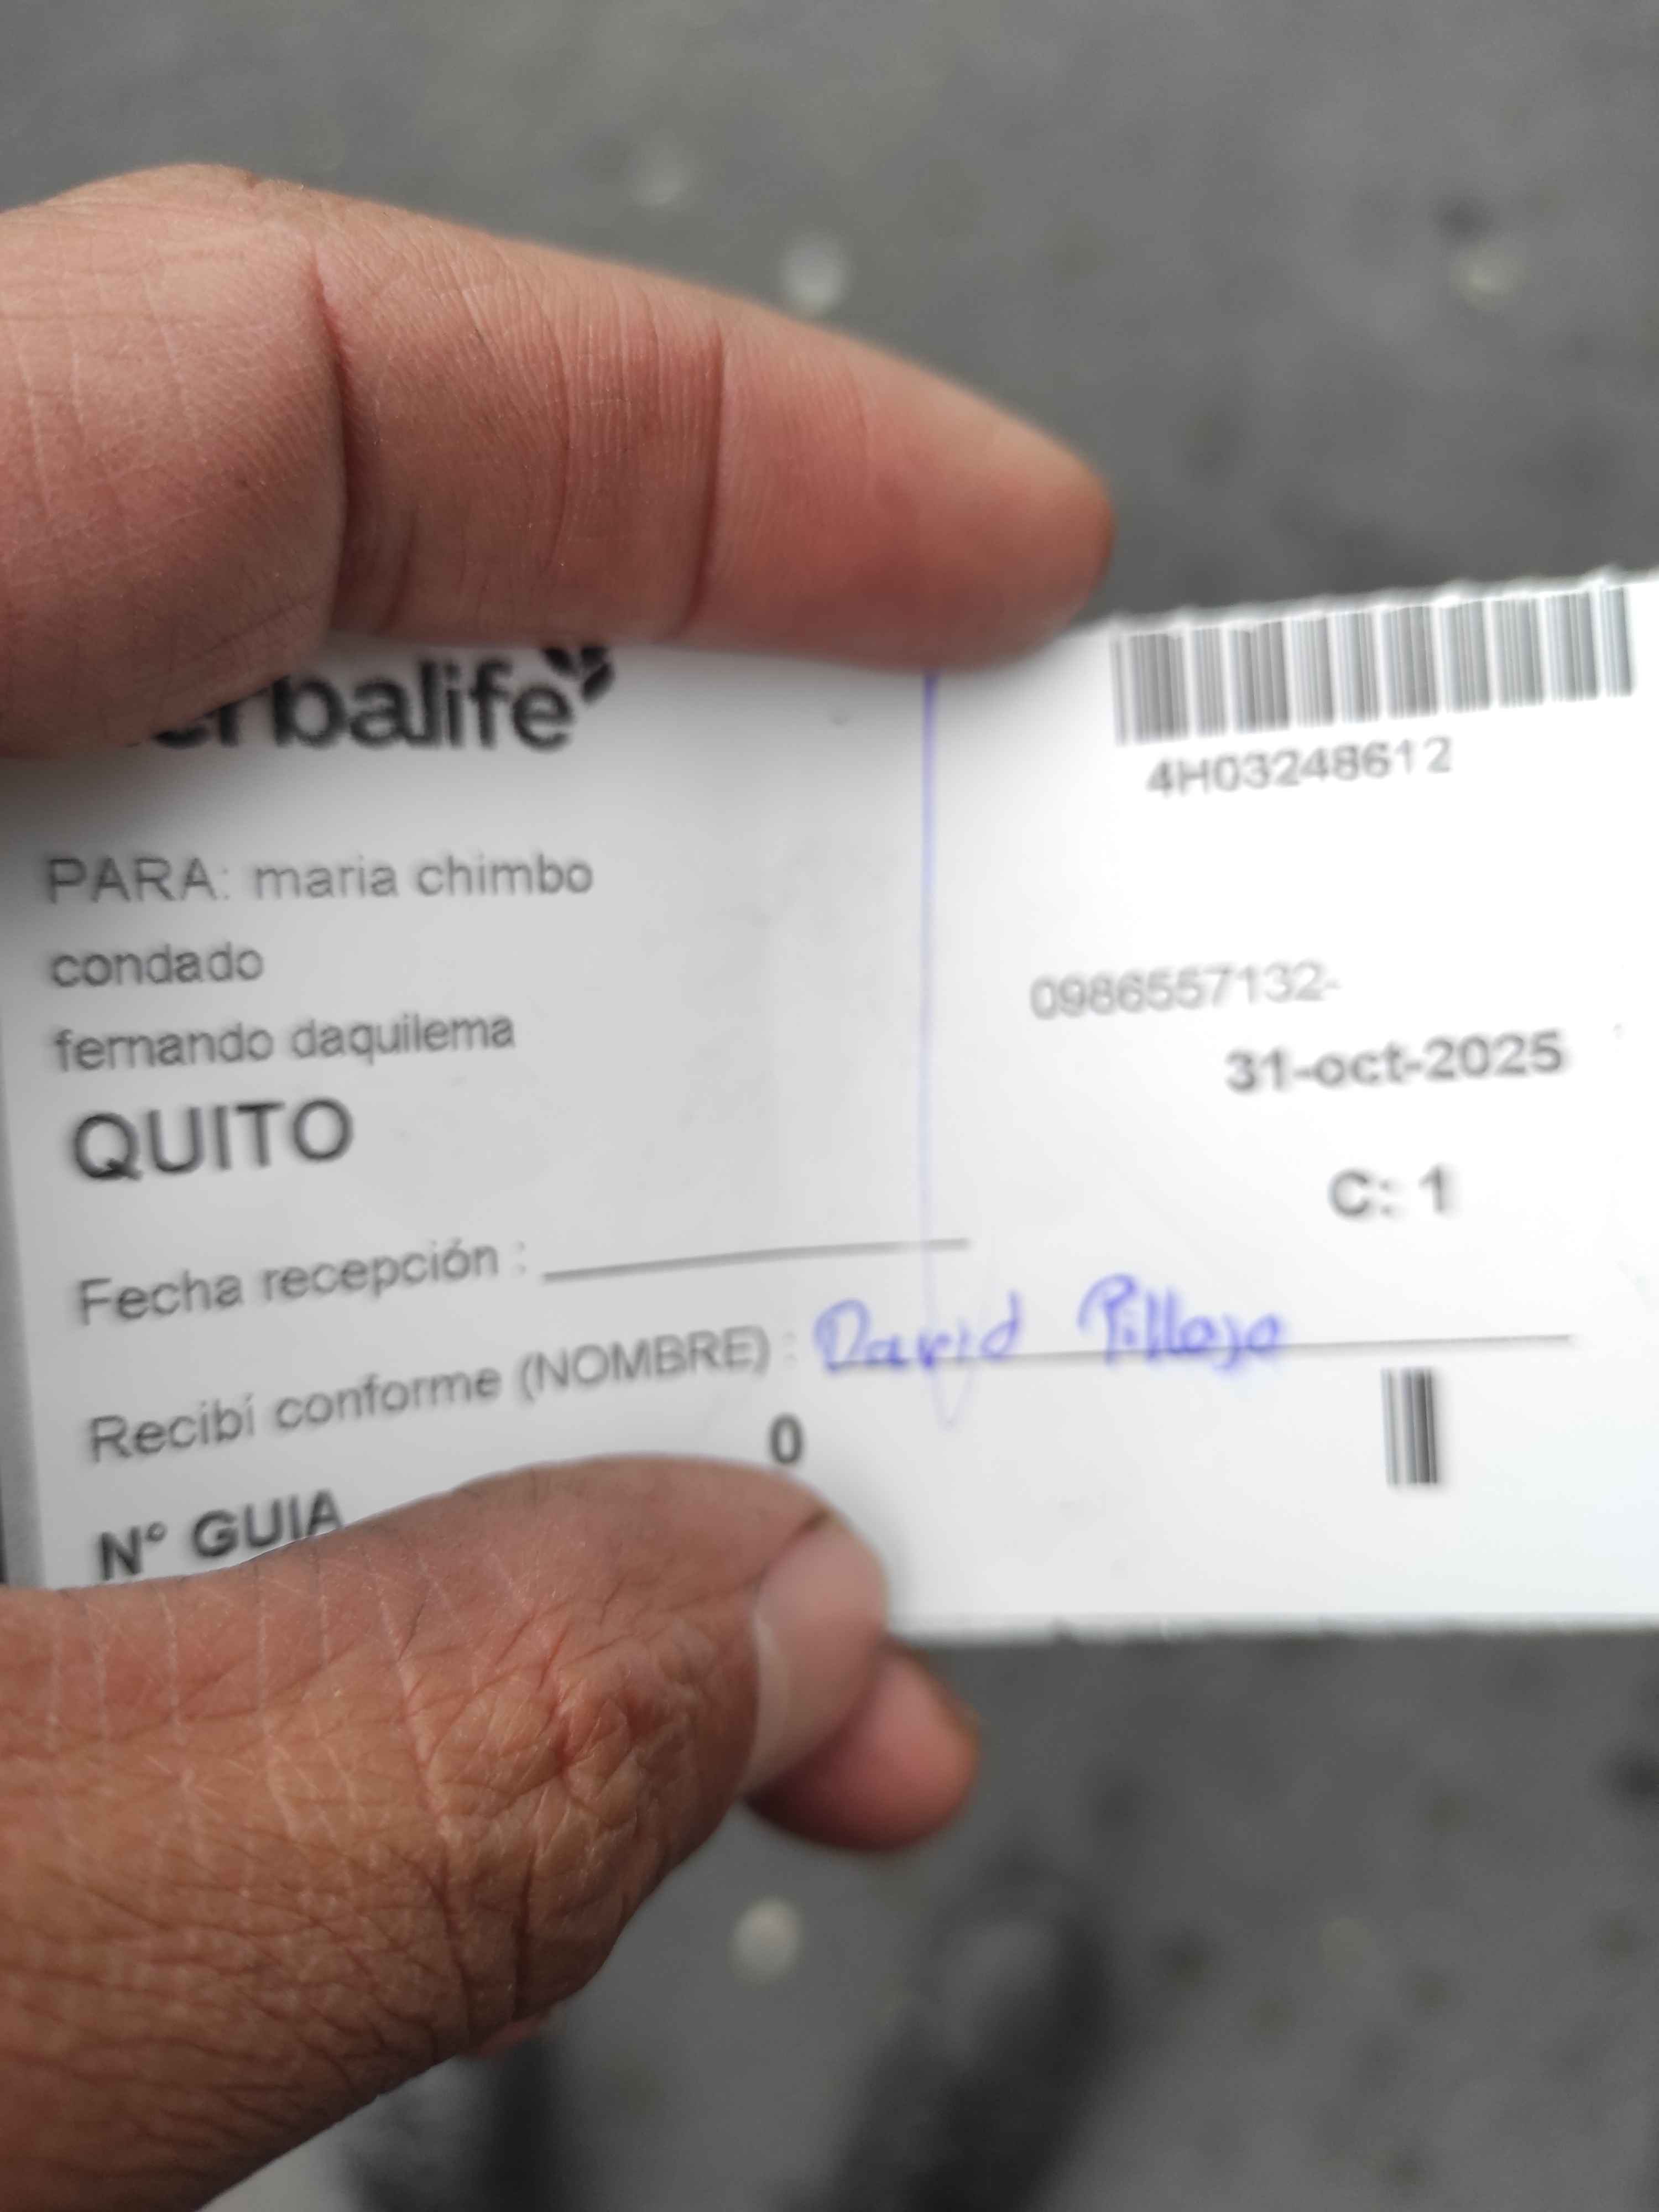 erbalife
4H03248612
PARA: maria chimbo
condado
fernando daquilema
QUITO
0986557132-
31-oct-2025
C: 1
Fecha recepción :
Recibí conforme (NOMBRE) : David Pillajo
0
N° GUIA